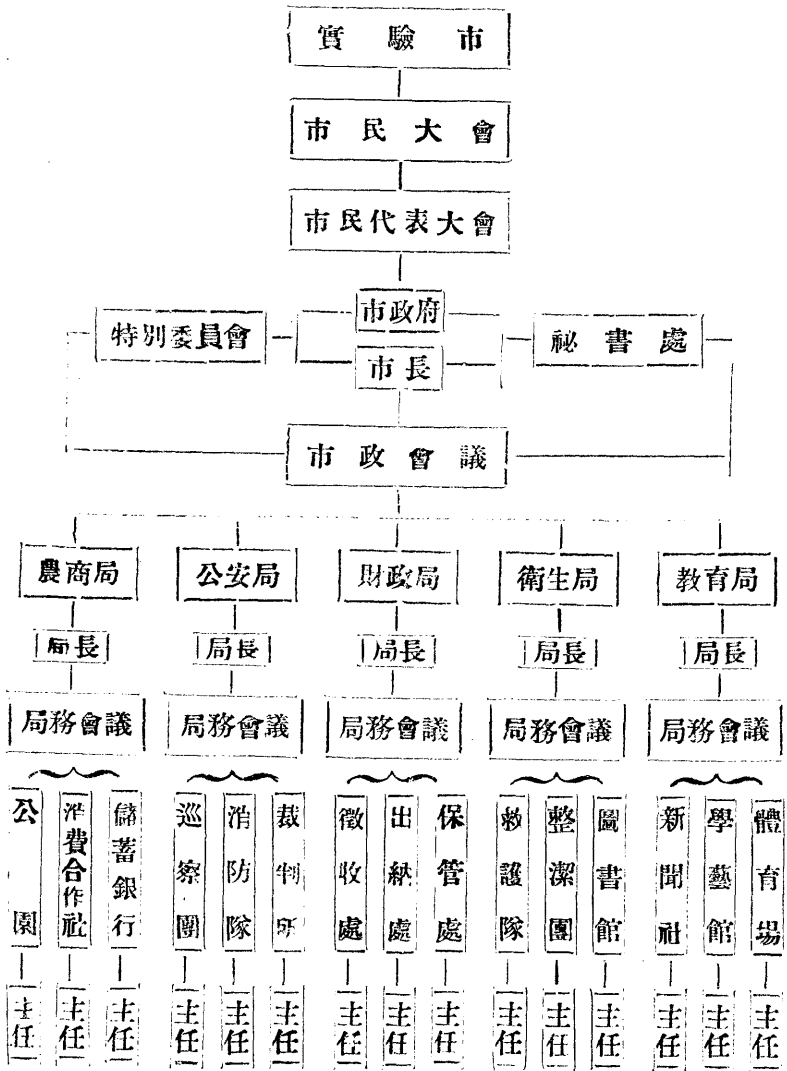 實驗市
市民大會
市民代表大會
市政府
特別委員會
祕書處
市長
市政會議
農商局 公安局 財政局 衛生局 教育局
局長 局長 局長 局長 局長
局務會議 局務會議 局務會議 局務會議 局務會議
公園
消費合作社
儲蓄銀行
巡察團
消防隊
裁判所
徵收處
出納處
保管處
救護隊
整潔團
圖書館
新聞社
學藝館
體育場
主任 主任 主任 主任 主任 主任 主任 主任 主任 主任 主任 主任 主任 主任 主任